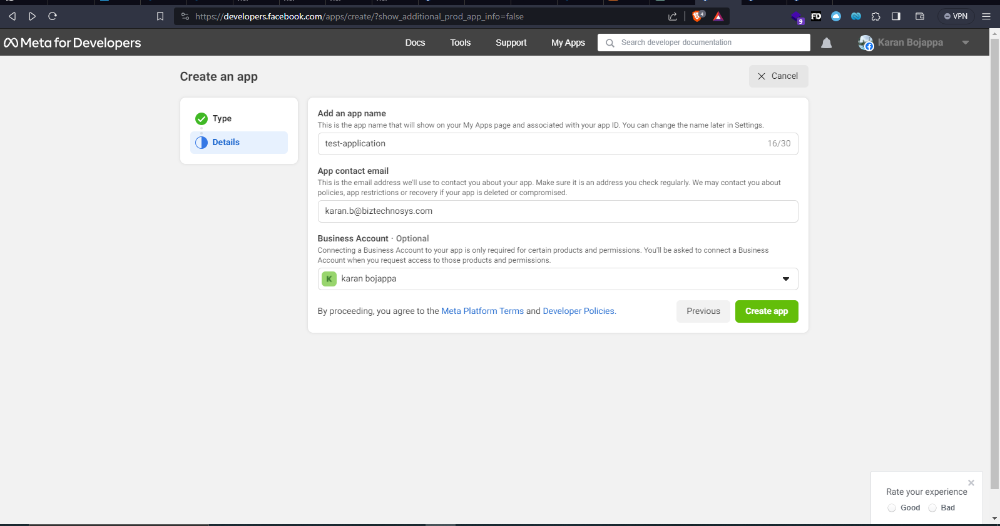 https://developers.facebook.com/apps/create/?show_additional_prod_app_info=false
4
9
FD
VPN
Meta for Developers
Docs
Tools
Support
My Apps
Search developer documentation
Karan Bojappa
Create an app
Cancel
Type
Details
Add an app name
This is the app name that will show on your My Apps page and associated with your app ID. You can change the name later in Settings.
test-application
16/30
App contact email
This is the email address we'll use to contact you about your app. Make sure it is an address you check regularly. We may contact you about
policies, app restrictions or recovery if your app is deleted or compromised.
karan.b@biztechnosys.com
Business Account · Optional
Connecting a Business Account to your app is only required for certain products and permissions. You'll be asked to connect a Business
Account when you request access to those products and permissions.
K karan bojappa
By proceeding, you agree to the Meta Platform Terms and Developer Policies.
Previous
Create app
Rate your experience
Good
Bad